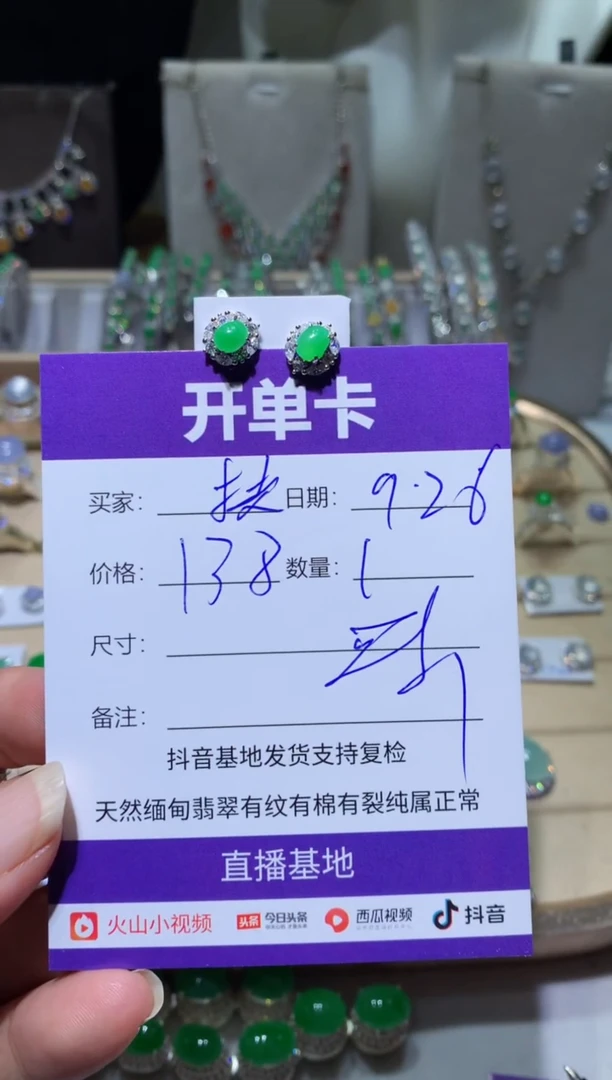 开单卡
买家： 扶 日期： 9.26
价格： 138 数量： 1
尺寸：
备注：
抖音基地发货支持复检
天然缅甸翡翠有纹有棉有裂纯属正常
直播基地
火山小视频 头条 今日头条 西瓜视频 抖音